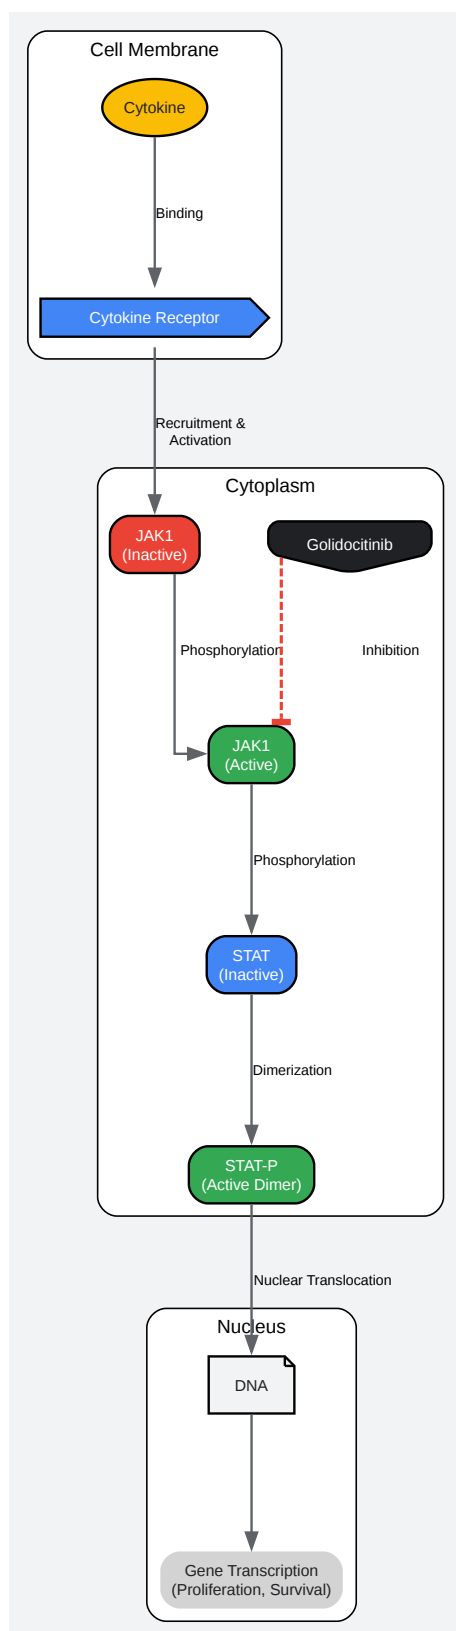 Cell Membrane
Cytokine
Binding
Cytokine Receptor
Recruitment &
Activation
Cytoplasm
JAK1
(Inactive)
Golidocitinib
Phosphorylation
Inhibition
JAK1
(Active)
Phosphorylation
STAT
(Inactive)
Dimerization
STAT-P
(Active Dimer)
Nuclear Translocation
Nucleus
DNA
Gene Transcription
(Proliferation, Survival)